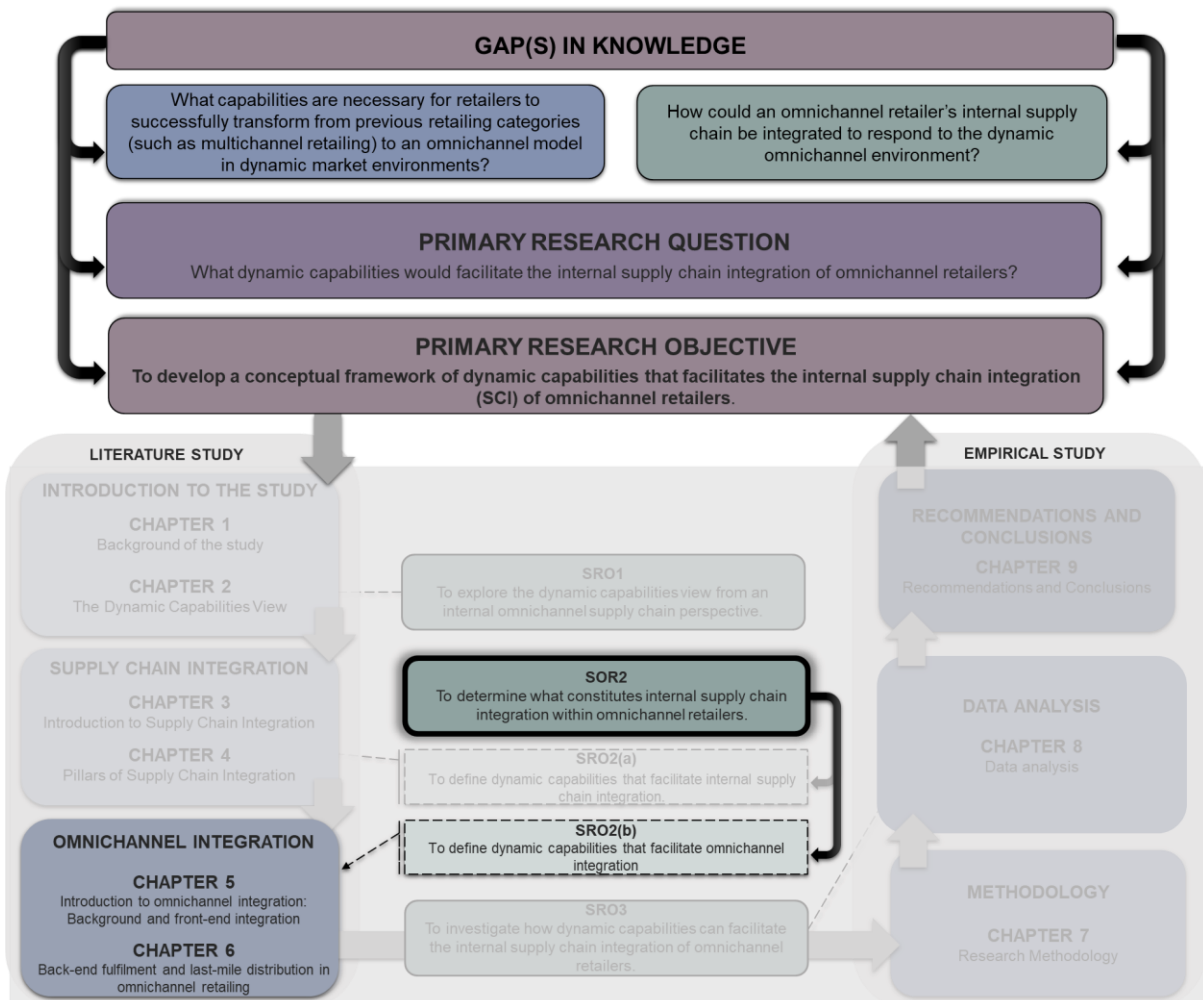 GAP(S) IN KNOWLEDGE
What capabilities are necessary for retailers to
successfully transform from previous retailing categories
(such as multichannel retailing) to an omnichannel model
in dynamic market environments?
How could an omnichannel retailer's internal supply
chain be integrated to respond to the dynamic
omnichannel environment?
PRIMARY RESEARCH QUESTION
What dynamic capabilities would facilitate the internal supply chain integration of omnichannel retailers?
PRIMARY RESEARCH OBJECTIVE
To develop a conceptual framework of dynamic capabilities that facilitates the internal supply chain integration
(SCI) of omnichannel retailers.
LITERATURE STUDY
INTRODUCTION TO THE STUDY
CHAPTER 1
Background of the study
CHAPTER 2
The Dynamic Capabilities View
SUPPLY CHAIN INTEGRATION
CHAPTER 3
Introduction to Supply Chain Integration
CHAPTER 4
Pillars of Supply Chain Integration
OMNICHANNEL INTEGRATION
CHAPTER 5
Introduction to omnichannel integration:
Background and front-end integration
CHAPTER 6
Back-end fulfilment and last-mile distribution in
omnichannel retailing
SRO1
To explore the dynamic capabilities view from an
internal omnichannel supply chain perspective.
SOR2
To determine what constitutes internal supply chain
integration within omnichannel retailers.
SRO2(a)
To define dynamic capabilities that facilitate internal supply
chain integration.
SRO2(b)
To define dynamic capabilities that facilitate omnichannel
integration
SRO3
To investigate how dynamic capabilities can facilitate
the internal supply chain integration of omnichannel
retailers.
EMPIRICAL STUDY
RECOMMENDATIONS AND
CONCLUSIONS
CHAPTER 9
Recommendations and Conclusions
DATA ANALYSIS
CHAPTER 8
Data analysis
METHODOLOGY
CHAPTER 7
Research Methodology